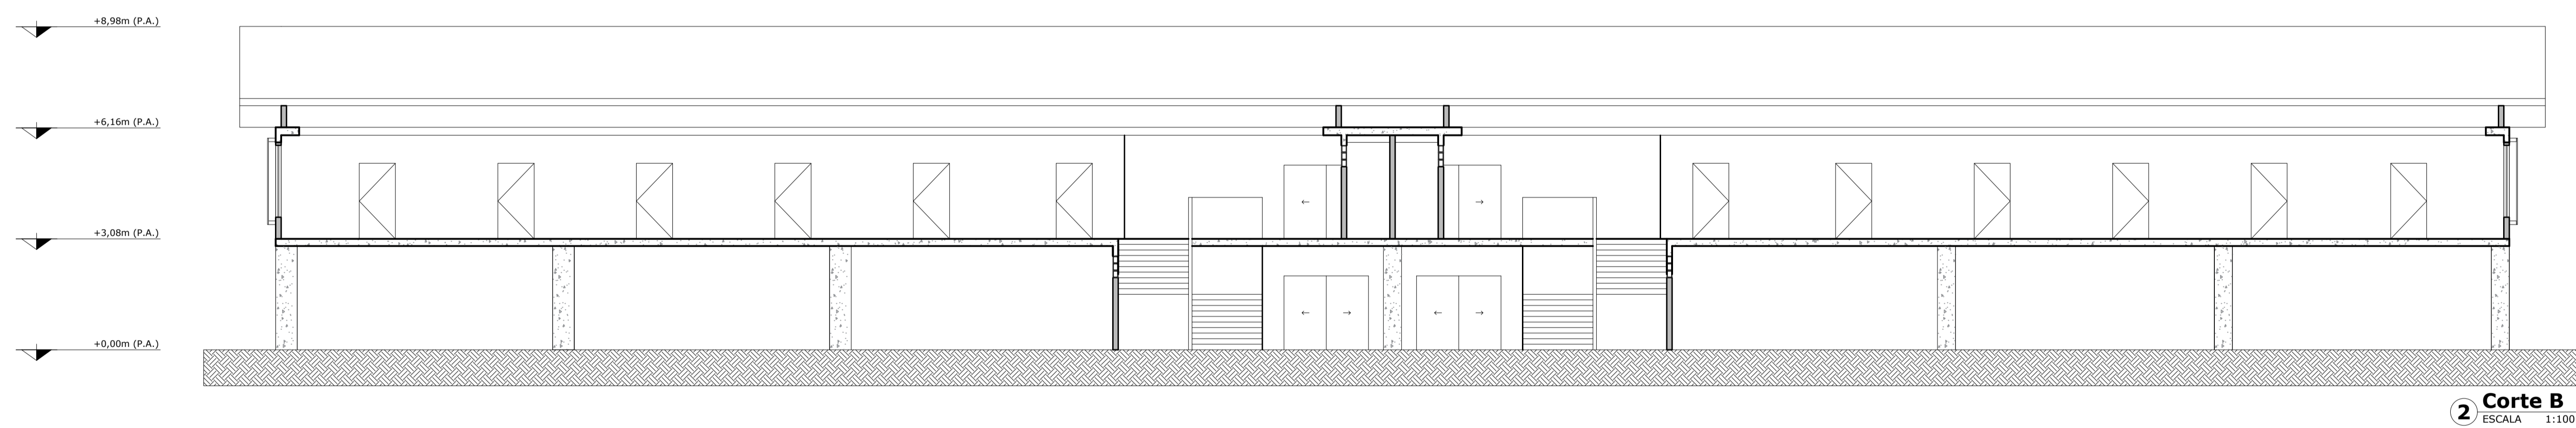 +8,98m (P.A.)
+6,16m (P.A.)
+3,08m (P.A.)
+0,00m (P.A.)
2 Corte B
ESCALA 1:100